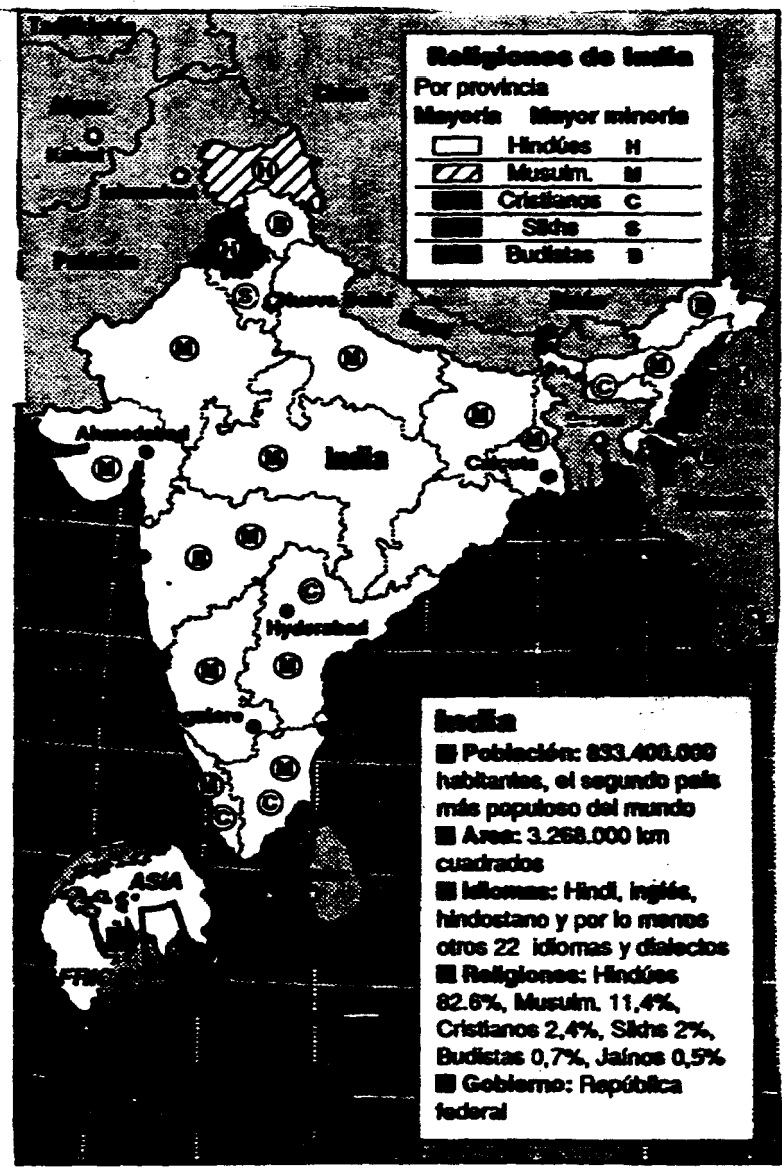 Religiones de India
Por provincia
Mayoría Mayor minoría
Hindúes H
Musulm. M
Cristianos C
Sikhs S
Budistas B
Kabul
H
B
H
S
Nueva Delhi
B
M
M
M
C
M
M
Ahmedabad
M
M
India
Calcuta
B
M
C
Hyderabad
M
M
M
M
C
C
ASIA
India
Población: 833.400.000
habitantes, el segundo país
más populoso del mundo
Area: 3.268.000 km
cuadrados
Idiomas: Hindi, inglés,
hindostano y por lo menos
otros 22 idiomas y dialectos
Religiones: Hindúes
82.6%, Musulm. 11,4%,
Cristianos 2,4%, Sikhs 2%,
Budistas 0,7%, Jaínos 0,5%
Gobierno: República
federal